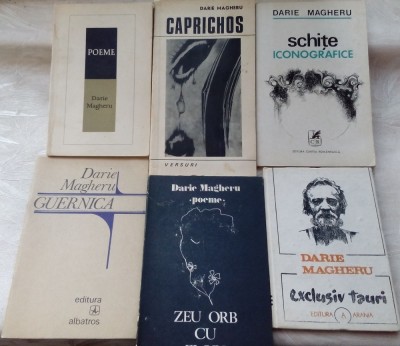 POEME
Darie
Magheru
DARIE MAGHERU
CAPRICHOS
VERSURI
DARIE MAGHERU
schițe
ICONOGRAFICE
Darie
Magheru
GUERNICA
editura
albatros
Darie Magheru
-poeme-
ZEU ORB
CU
DARIE
MAGHERU
exclusiv tauri
EDITURA
ARANIA